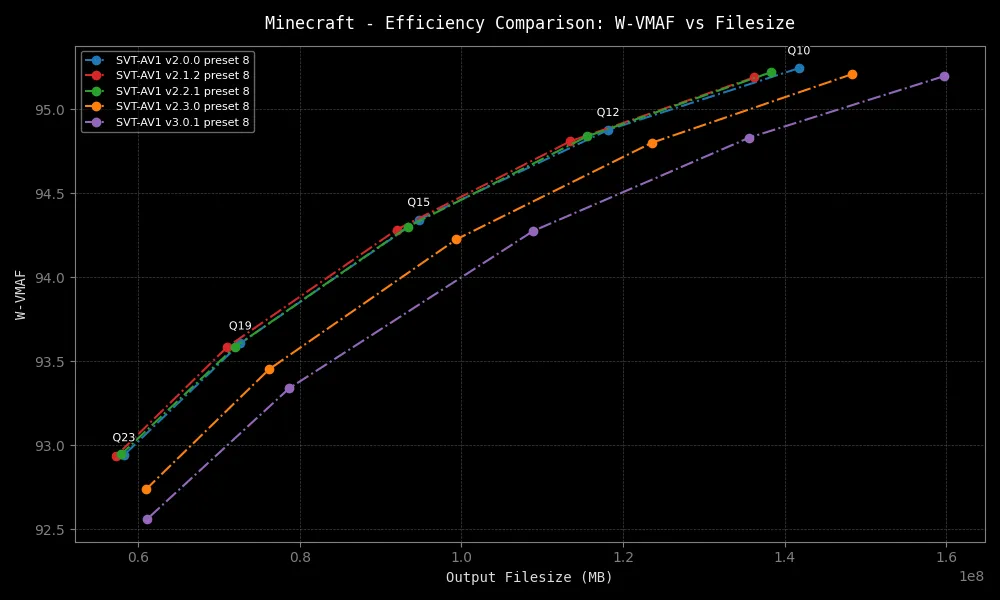 Minecraft - Efficiency Comparison: W-VMAF vs Filesize
SVT-AV1 v2.0.0 preset 8
SVT-AV1 v2.1.2 preset 8
SVT-AV1 v2.2.1 preset 8
SVT-AV1 v2.3.0 preset 8
SVT-AV1 v3.0.1 preset 8
Q10
Q12
Q15
Q19
Q23
W-VMAF
95.0
94.5
94.0
93.5
93.0
92.5
0.6 0.8 1.0 1.2 1.4 1.6
1e8
Output Filesize (MB)